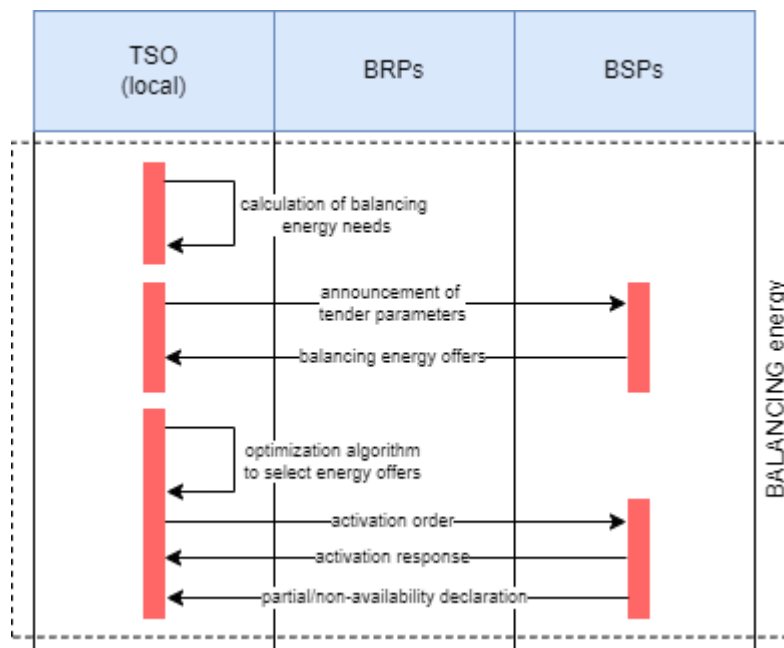 TSO
(local)
BRPs
BSPs
calculation of balancing
energy needs
announcement of
tender parameters
balancing energy offers
optimization algorithm
to select energy offers
activation order
activation response
partial/non-availability declaration
BALANCING energy